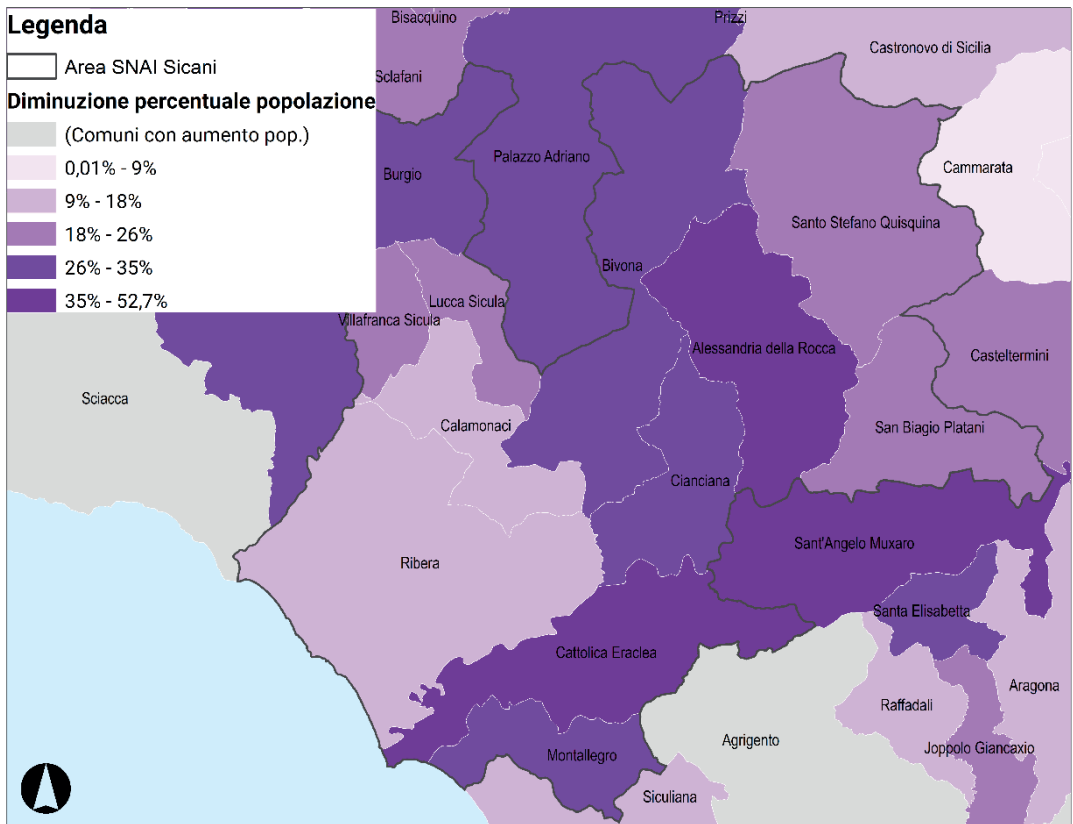 Legenda
Area SNAI Sicani
Diminuzione percentuale popolazione
(Comuni con aumento pop.)
0,01% - 9%
9% - 18%
18% - 26%
26% - 35%
35% - 52,7%
Bisacquino
Prizzi
Castronovo di Sicilia
Sclafani
Palazzo Adriano
Cammarata
Burgio
Santo Stefano Quisquina
Bivona
Lucca Sicula
Villafranca Sicula
Alessandria della Rocca
Casteltermini
Sciacca
Calamonaci
San Biagio Platani
Cianciana
Sant'Angelo Muxaro
Ribera
Santa Elisabetta
Cattolica Eraclea
Aragona
Raffadali
Agrigento
Joppolo Giancaxio
Montallegro
Siculiana